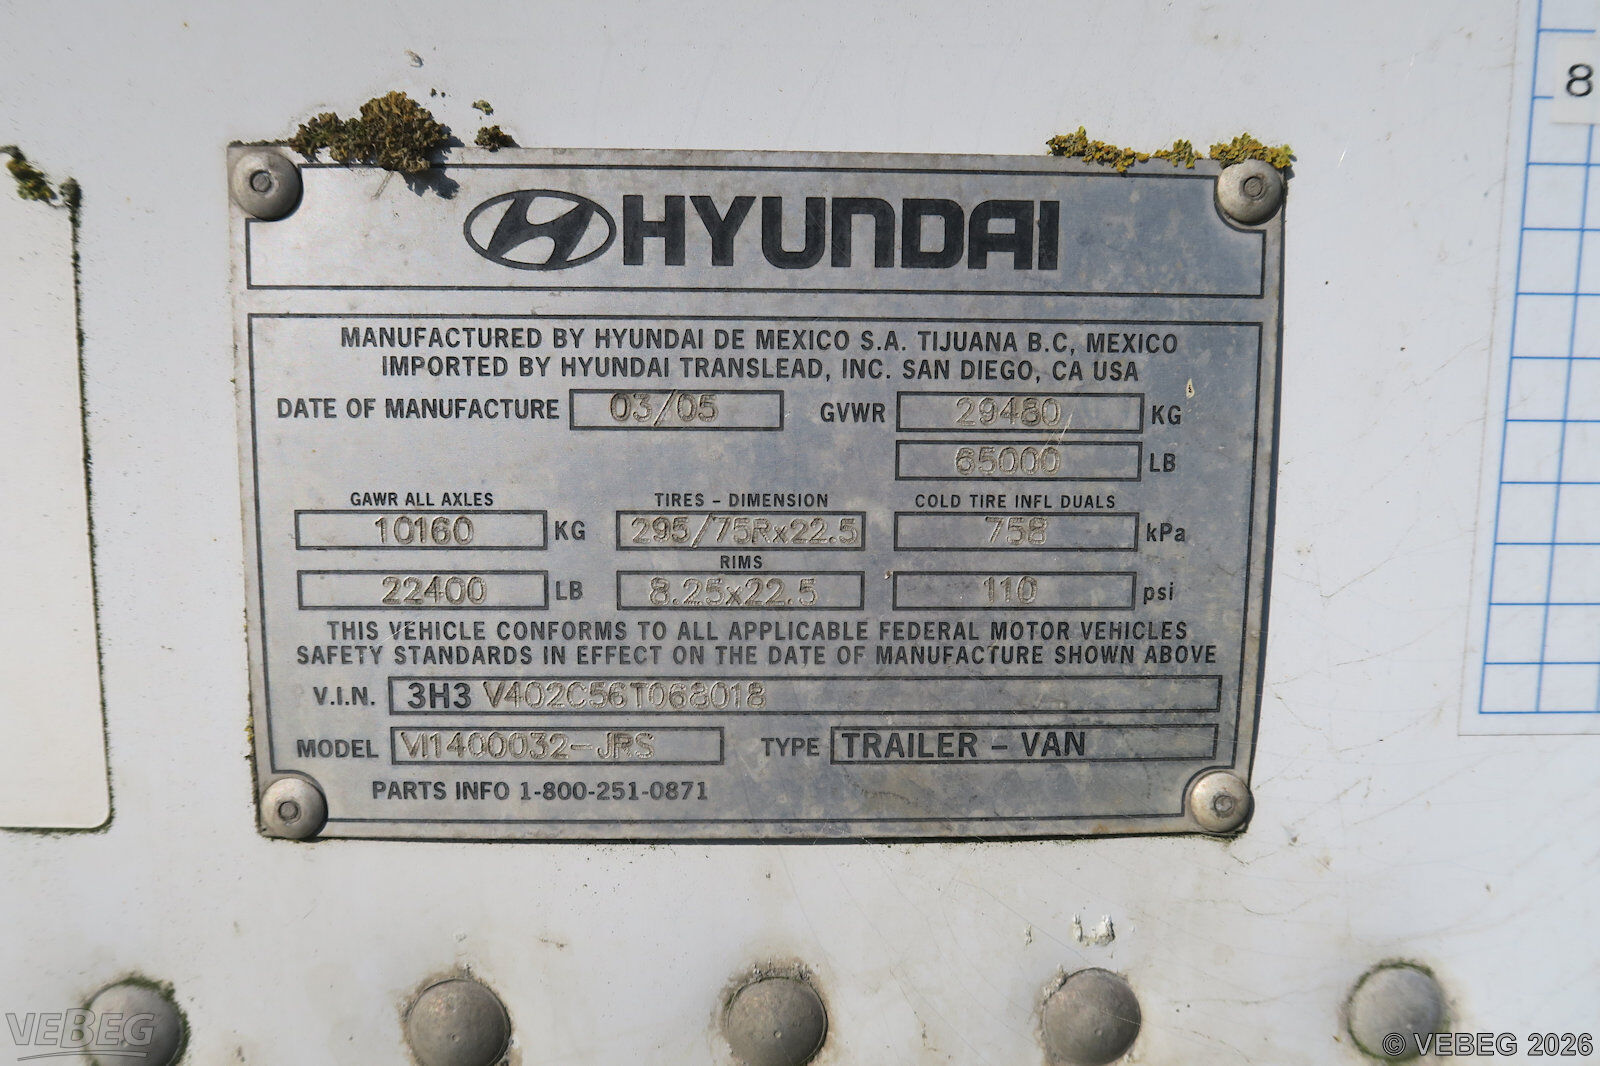 8
HYUNDAI
MANUFACTURED BY HYUNDAI DE MEXICO S.A. TIJUANA B.C, MEXICO
IMPORTED BY HYUNDAI TRANSLEAD, INC. SAN DIEGO, CA USA
DATE OF MANUFACTURE 03/05 GVWR 29480 KG
65000 LB
GAWR ALL AXLES TIRES - DIMENSION COLD TIRE INFL DUALS
10160 KG 295/75Rx22.5 758 kPa
RIMS
22400 LB 8.25x22.5 110 psi
THIS VEHICLE CONFORMS TO ALL APPLICABLE FEDERAL MOTOR VEHICLES
SAFETY STANDARDS IN EFFECT ON THE DATE OF MANUFACTURE SHOWN ABOVE
V.I.N. 3H3 V402C56T068018
MODEL VI1400032-JRS TYPE TRAILER - VAN
PARTS INFO 1-800-251-0871
VEBEG
© VEBEG 2026